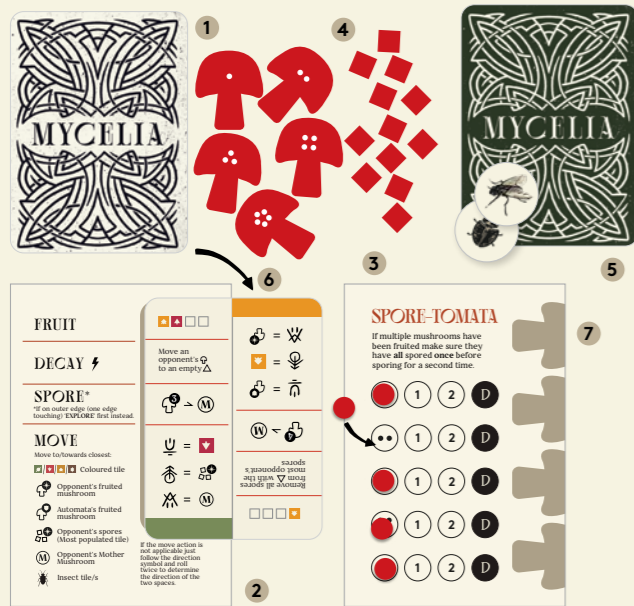 MYCELIA
1
4
MYCELIA
5
6
3
7
2
FRUIT
DECAY
SPORE*
*If on outer edge (one edge
touching) 'EXPLORE' first instead.
MOVE
Move to/towards closest:
/ / / Coloured tile
Opponent's fruited
mushroom
Automata's fruited
mushroom
Opponent's spores
(Most populated tile)
M Opponent's Mother
Mushroom
Insect tile/s
Move an
opponent's
to an empty
3 ~ M
=
=
= M
If the move action is
not applicable just
follow the direction
symbol and roll
twice to determine
the direction of the
two spaces.
=
=
=
4 ~ M
Remove all spores
from with the
most opponent
spores
SPORE-TOMATA
If multiple mushrooms have
been fruited make sure they
have all spored once before
sporing for a second time.
1 2 D
1 2 D
1 2 D
1 2 D
1 2 D